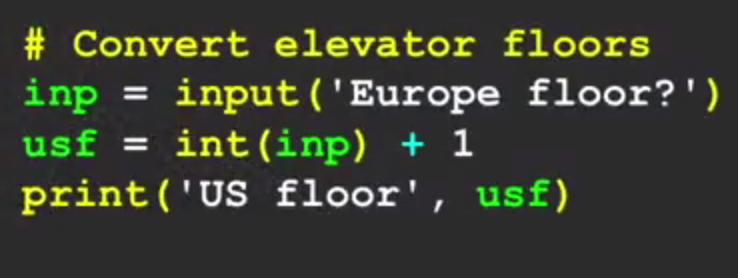 # Convert elevator floors
inp = input('Europe floor?')
usf = int(inp) + 1
print('US floor', usf)